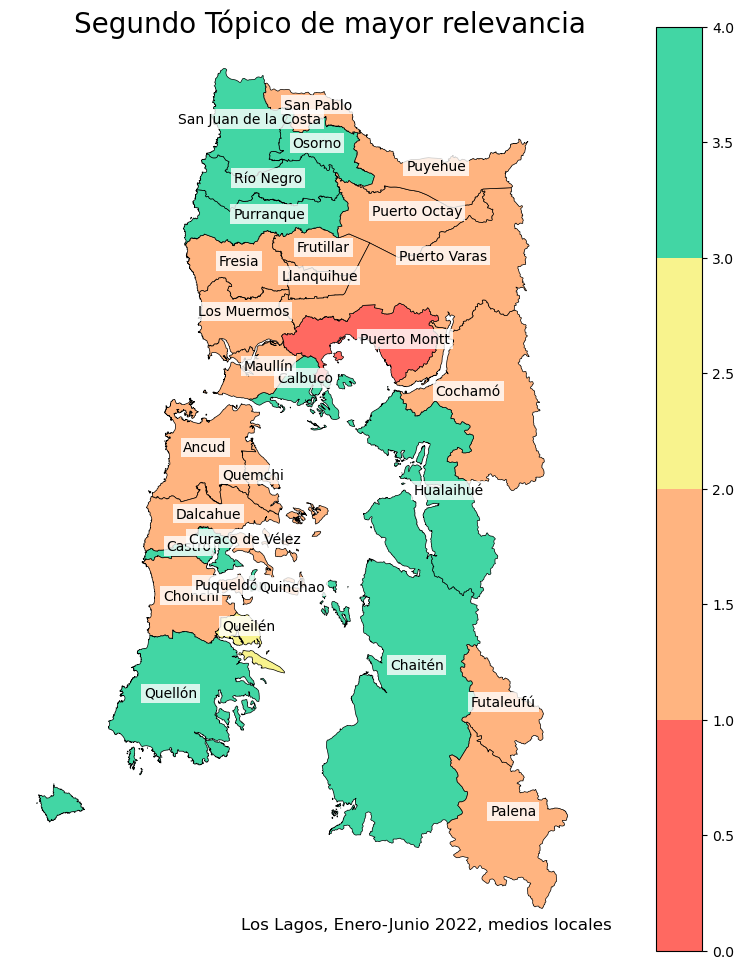 Segundo Tópico de mayor relevancia
4.0
San Pablo
San Juan de la Costa
Osorno
3.5
Puyehue
Río Negro
Puerto Octay
Purranque
Frutillar
Puerto Varas
Fresia
3.0
Llanquihue
Los Muermos
Puerto Montt
Maullín
Calbuco
2.5
Cochamó
Ancud
Quemchi
Hualaihué
2.0
Dalcahue
Curaco de Vélez
Castro
Puqueldó
Quinchao
Chonchi
1.5
Queilén
Chaitén
Quellón
Futaleufú
1.0
Palena
0.5
Los Lagos, Enero-Junio 2022, medios locales
0.0